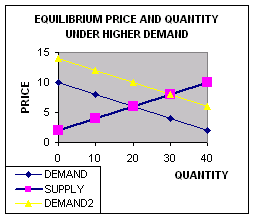 EQUILIBRIUM PRICE AND QUANTITY
UNDER HIGHER DEMAND
15
10
5
0
PRICE
0 10 20 30 40
QUANTITY
DEMAND
SUPPLY
DEMAND2